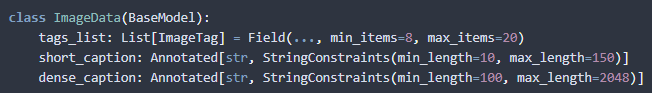 class ImageData(BaseModel):
    tags_list: List[ImageTag] = Field(..., min_items=8, max_items=20)
    short_caption: Annotated[str, StringConstraints(min_length=10, max_length=150)]
    dense_caption: Annotated[str, StringConstraints(min_length=100, max_length=2048)]